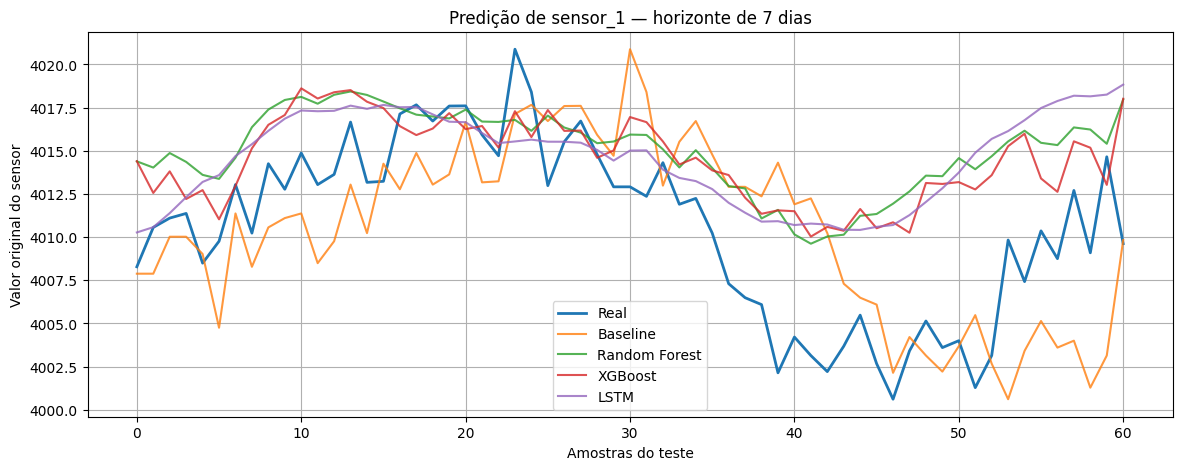 Predição de sensor_1 — horizonte de 7 dias
Valor original do sensor
4020.0
4017.5
4015.0
4012.5
4010.0
4007.5
4005.0
4002.5
4000.0
Real
Baseline
Random Forest
XGBoost
LSTM
0 10 20 30 40 50 60
Amostras do teste